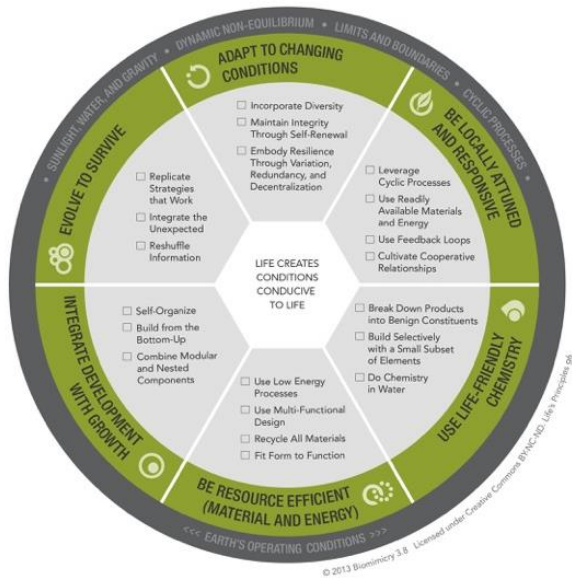 • SUNLIGHT, WATER, AND GRAVITY • DYNAMIC NON-EQUILIBRIUM • LIMITS AND BOUNDARIES • CYCLIC PROCESSES •
ADAPT TO CHANGING
CONDITIONS
Incorporate Diversity
Maintain Integrity
Through Self-Renewal
Embody Resilience
Through Variation,
Redundancy, and
Decentralization
BE LOCALLY ATTUNED
AND RESPONSIVE
Leverage
Cyclic Processes
Use Readily
Available Materials
and Energy
Use Feedback Loops
Cultivate Cooperative
Relationships
USE LIFE-FRIENDLY
CHEMISTRY
Break Down Products
into Benign Constituents
Build Selectively
with a Small Subset
of Elements
Do Chemistry
in Water
BE RESOURCE EFFICIENT
(MATERIAL AND ENERGY)
Use Low Energy
Processes
Use Multi-Functional
Design
Recycle All Materials
Fit Form to Function
INTEGRATE DEVELOPMENT
WITH GROWTH
Self-Organize
Build from the
Bottom-Up
Combine Modular
and Nested
Components
EVOLVE TO SURVIVE
Replicate
Strategies
that Work
Integrate the
Unexpected
Reshuffle
Information
LIFE CREATES
CONDITIONS
CONDUCIVE
TO LIFE
<<< EARTH'S OPERATING CONDITIONS >>>
© 2013 Biomimicry 3.8 Licensed under Creative Commons BY-NC-ND. Life's Principles